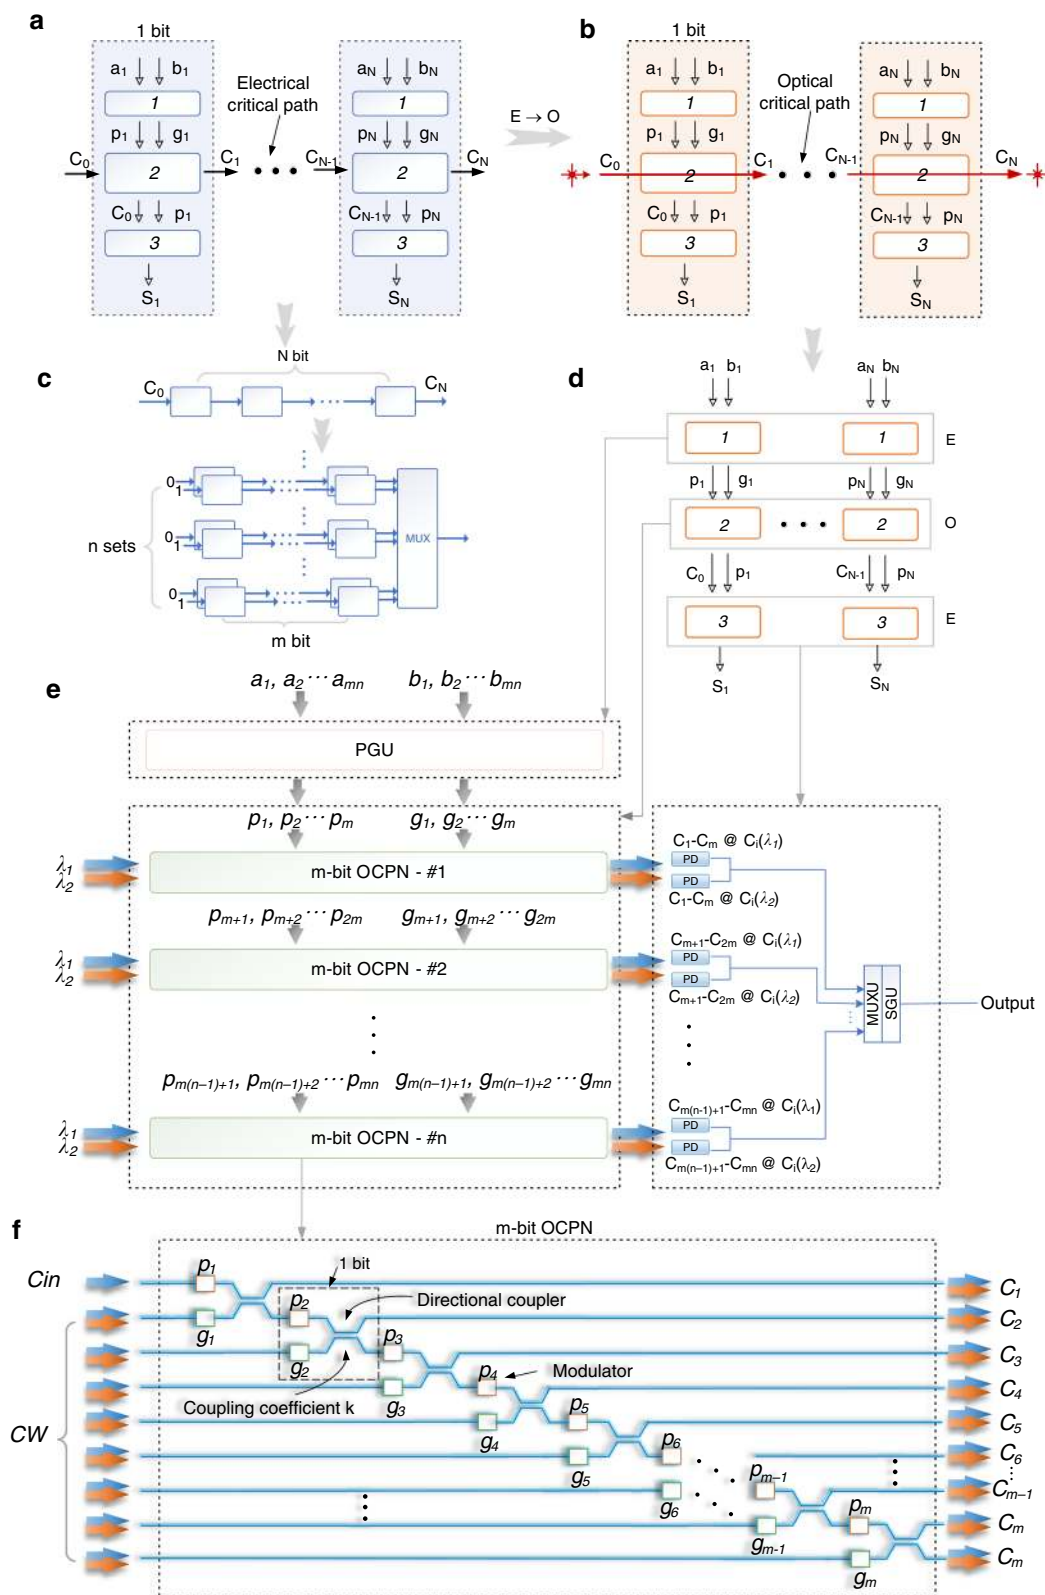 a
1 bit
a1 b1
aN bN
1
1
Electrical
critical path
p1 g1
pN gN
C0
2
C1
CN-1
2
CN
C0 p1
CN-1 pN
3
3
S1
SN
E → O
b
1 bit
a1 b1
aN bN
1
1
Optical
critical path
p1 g1
pN gN
C0
2
C1
CN-1
2
CN
C0 p1
CN-1 pN
3
3
S1
SN
c
N bit
C0
CN
0
1
0
1
0
1
n sets
MUX
m bit
d
a1 b1
aN bN
1
1
E
p1 g1
pN gN
2
2
O
C0 p1
CN-1 pN
3
3
E
S1
SN
e
a1, a2⋯amn
b1, b2⋯bmn
PGU
p1, p2⋯pm
g1, g2⋯gm
λ1
λ2
m-bit OCPN - #1
pm+1, pm+2⋯p2m
gm+1, gm+2⋯g2m
λ1
λ2
m-bit OCPN - #2
pm(n−1)+1, pm(n−1)+2⋯pmn
gm(n−1)+1, gm(n−1)+2⋯gmn
λ1
λ2
m-bit OCPN - #n
C1-Cm @ Ci(λ1)
PD
PD
C1-Cm @ Ci(λ2)
Cm+1-C2m @ Ci(λ1)
PD
PD
Cm+1-C2m @ Ci(λ2)
Cm(n-1)+1-Cmn @ Ci(λ1)
PD
PD
Cm(n−1)+1-Cmn @ Ci(λ2)
MUXU
SGU
Output
f
m-bit OCPN
Cin
CW
1 bit
Directional coupler
Modulator
Coupling coefficient k
p1
g1
p2
g2
p3
g3
p4
g4
p5
g5
p6
g6
pm−1
gm-1
pm
gm
C1
C2
C3
C4
C5
C6
Cm−1
Cm
Cm